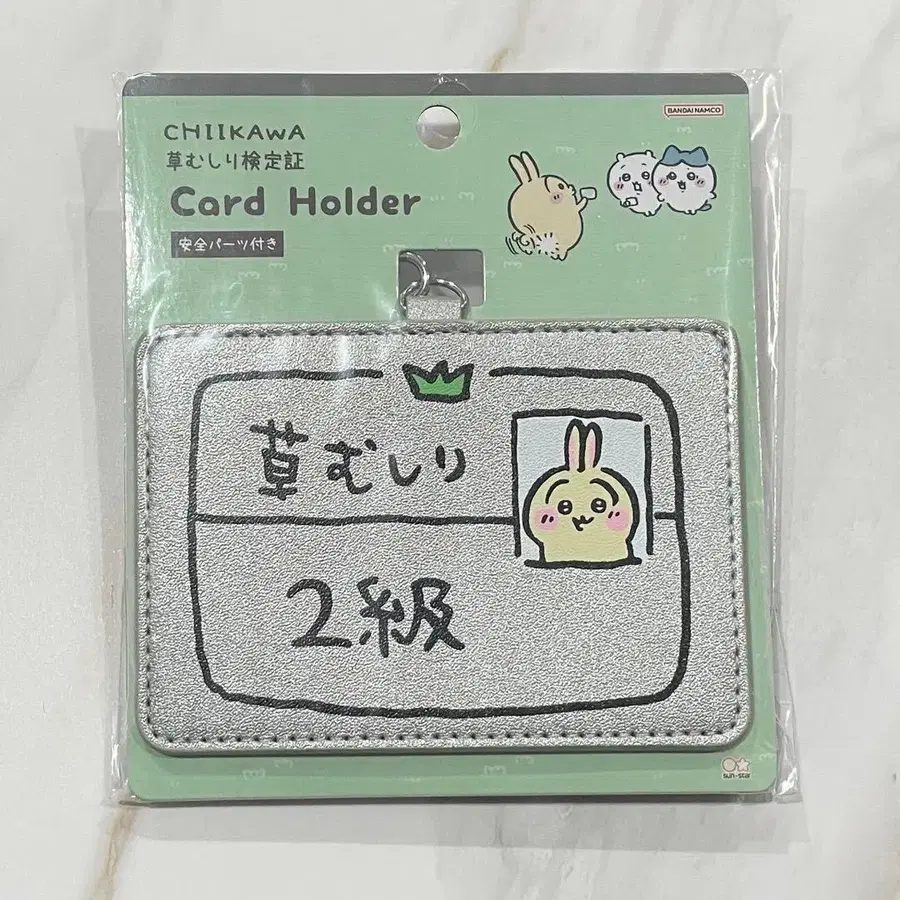 BANDAI NAMCO
CHIIKAWA
草むしり検定証
Card Holder
安全パーツ付き
草むしり
2級
sun-star